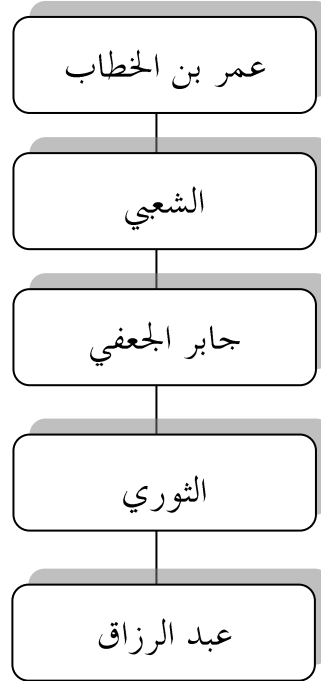 عمر بن الخطاب
الشعبي
جابر الجعفي
الثوري
عبد الرزاق